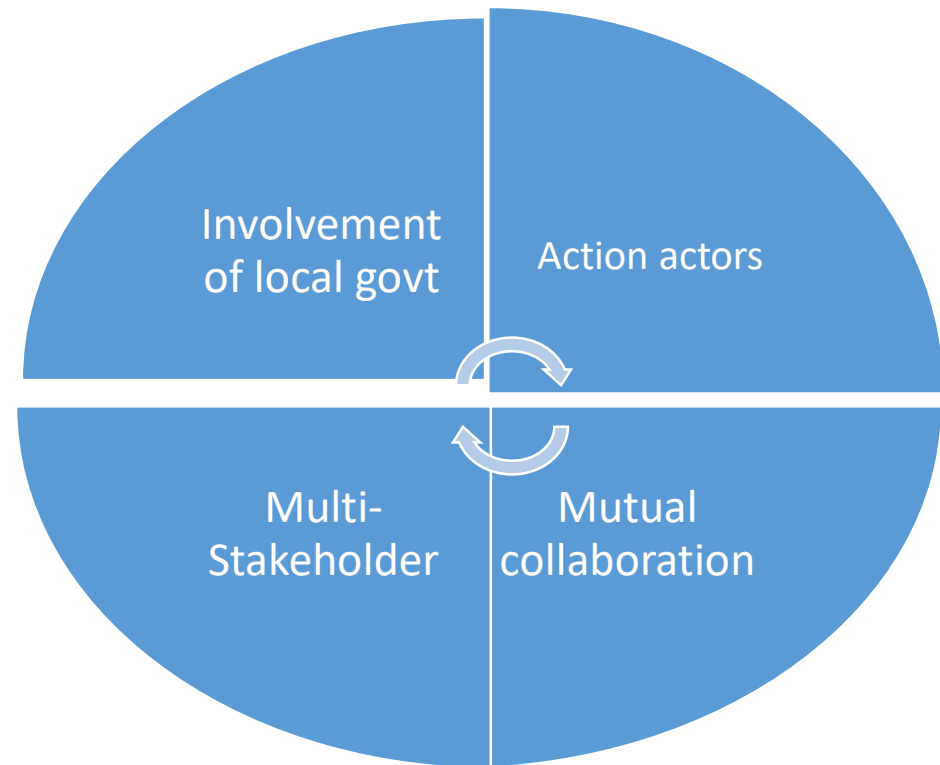 Involvement
of local govt
Action actors
Multi-
Stakeholder
Mutual
collaboration